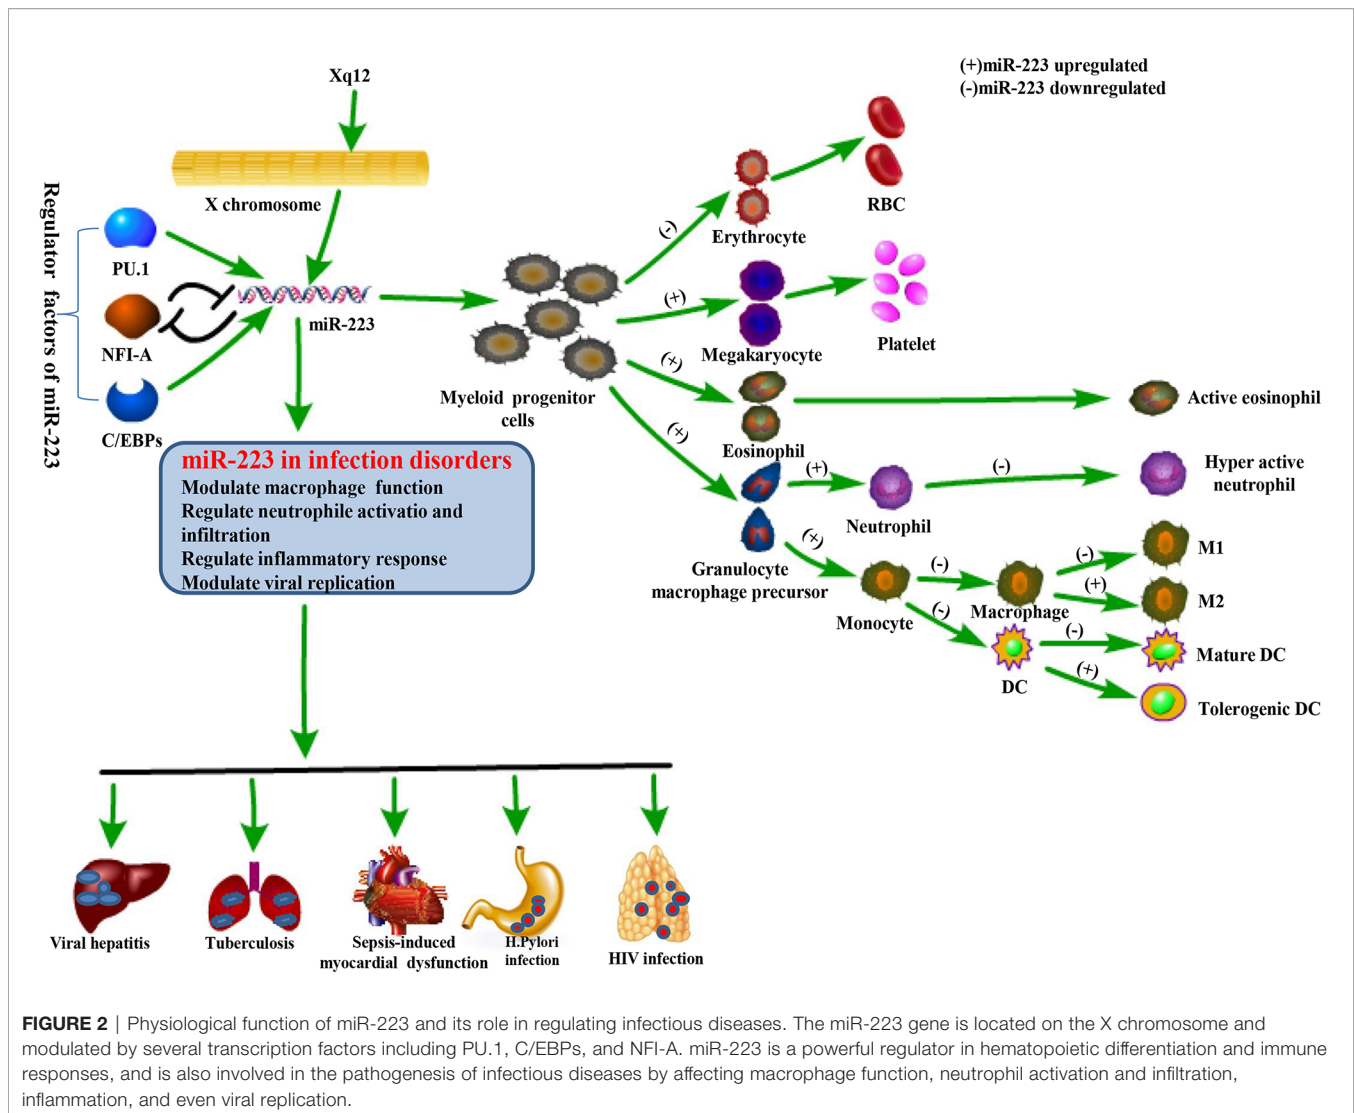 Xq12
(+)miR-223 upregulated
(-)miR-223 downregulated
X chromosome
Regulator factors of miR-223
PU.1
NFI-A
C/EBPs
miR-223
Myeloid progenitor
cells
(-)
Erythrocyte
RBC
(+)
Megakaryocyte
Platelet
(+)
Eosinophil
Active eosinophil
(+)
Granulocyte
macrophage precursor
(+)
Neutrophil
(-)
Hyper active
neutrophil
(+)
Monocyte
(-)
Macrophage
(-)
M1
(+)
M2
(-)
DC
(-)
Mature DC
(+)
Tolerogenic DC
miR-223 in infection disorders
Modulate macrophage function
Regulate neutrophile activatio and
infiltration
Regulate inflammatory response
Modulate viral replication
Viral hepatitis
Tuberculosis
Sepsis-induced
myocardial dysfunction
H.Pylori
infection
HIV infection
FIGURE 2 | Physiological function of miR-223 and its role in regulating infectious diseases. The miR-223 gene is located on the X chromosome and
modulated by several transcription factors including PU.1, C/EBPs, and NFI-A. miR-223 is a powerful regulator in hematopoietic differentiation and immune
responses, and is also involved in the pathogenesis of infectious diseases by affecting macrophage function, neutrophil activation and infiltration,
inflammation, and even viral replication.